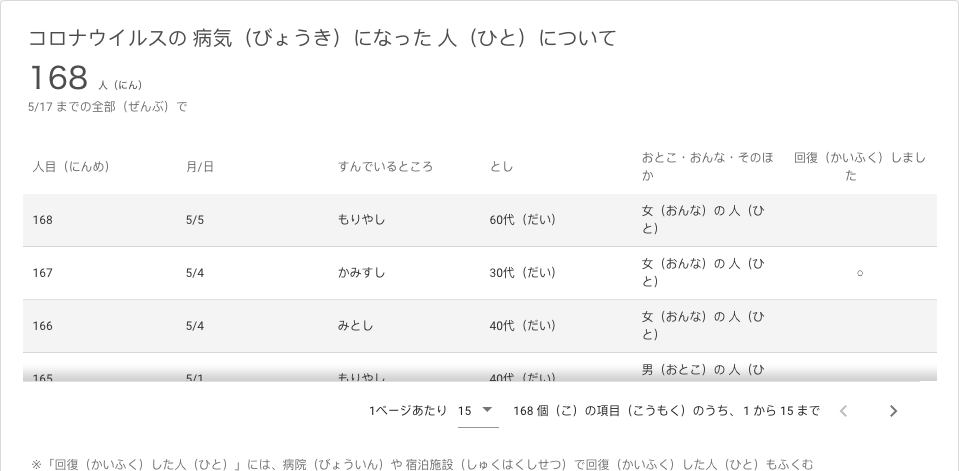 コロナウイルスの 病気（びょうき）になった 人（ひと）について
168 人（にん）
5/17 までの全部（ぜんぶ）で
人目（にんめ） 月/日 すんでいるところ とし おとこ・おんな・そのほか 回復（かいふく）しました
168 5/5 もりやし 60代（だい） 女（おんな）の 人（ひと）
167 5/4 かみすし 30代（だい） 女（おんな）の 人（ひと） ○
166 5/4 みとし 40代（だい） 女（おんな）の 人（ひと）
165 5/1 もりやし 40代（だい） 男（おとこ）の 人（ひ
1ページあたり 15 168 個（こ）の項目（こうもく）のうち、1 から 15 まで
※「回復（かいふく）した人（ひと）」には、病院（びょういん）や 宿泊施設（しゅくはくしせつ）で回復（かいふく）した人（ひと）もふくむ